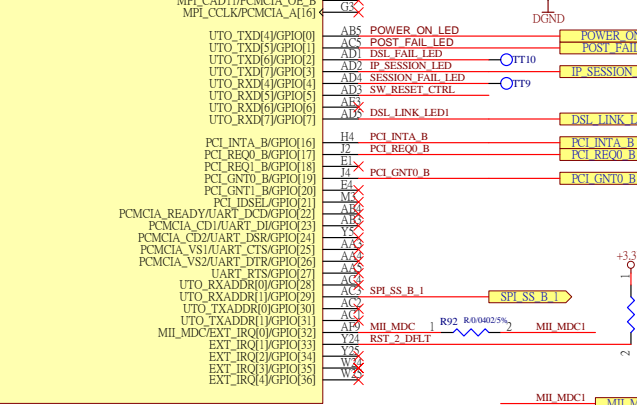 MPI_CCLK/PCMCIA_A[16] G3
DGND
UTO_TXD[4]/GPIO[0] AB5 POWER_ON_LED POWER_ON
UTO_TXD[5]/GPIO[1] AC5 POST_FAIL_LED POST_FAIL
UTO_TXD[6]/GPIO[2] AD1 DSL_FAIL_LED TT10
UTO_TXD[7]/GPIO[3] AD2 IP_SESSION_LED IP_SESSION
UTO_RXD[4]/GPIO[4] AD4 SESSION_FAIL_LED TT9
UTO_RXD[5]/GPIO[5] AD3 SW_RESET_CTRL
UTO_RXD[6]/GPIO[6] AE3
UTO_RXD[7]/GPIO[7] AD5 DSL_LINK_LED1 DSL_LINK_L
PCI_INTA_B/GPIO[16] H4 PCI_INTA_B PCI_INTA_B
PCI_REQ0_B/GPIO[17] J2 PCI_REQ0_B PCI_REQ0_B
PCI_REQ1_B/GPIO[18] E1
PCI_GNT0_B/GPIO[19] J4 PCI_GNT0_B PCI_GNT0_B
PCI_GNT1_B/GPIO[20] E4
PCI_IDSEL/GPIO[21]
PCMCIA_READY/UART_DCD/GPIO[22] AB4
PCMCIA_CD1/UART_DI/GPIO[23] AB3
PCMCIA_CD2/UART_DSR/GPIO[24] Y5
PCMCIA_VS1/UART_CTS/GPIO[25]
PCMCIA_VS2/UART_DTR/GPIO[26] +3.3
UART_RTS/GPIO[27] 1
UTO_RXADDR[0]/GPIO[28]
UTO_RXADDR[1]/GPIO[29] AC3 SPI_SS_B_1 SPI_SS_B_1
UTO_TXADDR[0]/GPIO[30] AC2
UTO_TXADDR[1]/GPIO[31] AC1
MII_MDC/EXT_IRQ[0]/GPIO[32] AF9 MII_MDC 1 R92 R/0/0402/5% 2 MII_MDC1
EXT_IRQ[1]/GPIO[33] Y24 RST_2_DFLT
EXT_IRQ[2]/GPIO[34] Y25 2
EXT_IRQ[3]/GPIO[35]
EXT_IRQ[4]/GPIO[36]
MII_MDC1